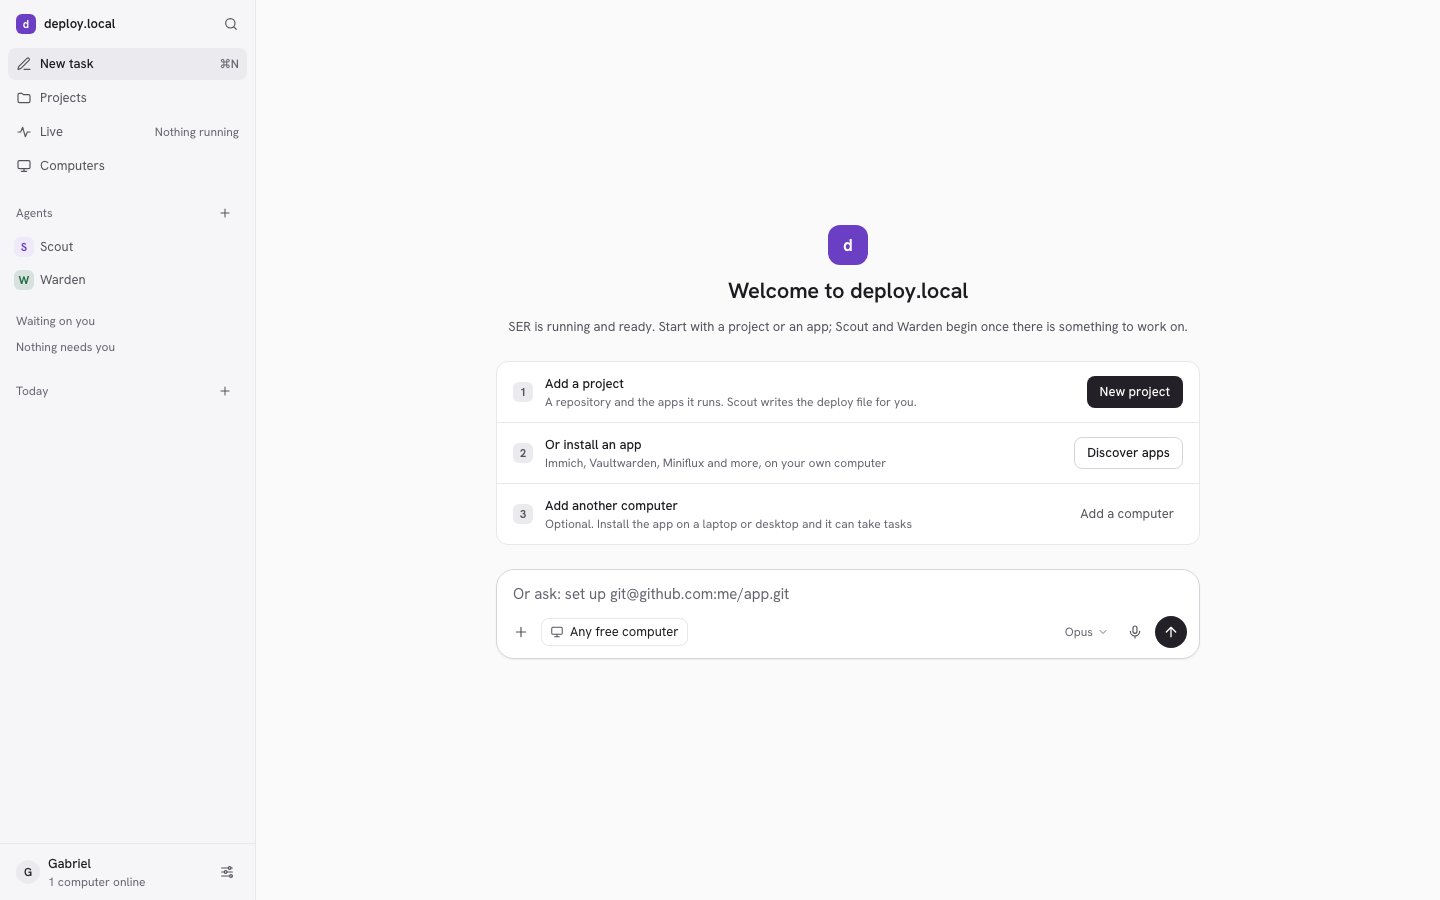 d deploy.local
New task ⌘N
Projects
Live Nothing running
Computers
Agents
S Scout
W Warden
Waiting on you
Nothing needs you
Today
G Gabriel
1 computer online
d
Welcome to deploy.local
SER is running and ready. Start with a project or an app; Scout and Warden begin once there is something to work on.
1 Add a project
A repository and the apps it runs. Scout writes the deploy file for you.
New project
2 Or install an app
Immich, Vaultwarden, Miniflux and more, on your own computer
Discover apps
3 Add another computer
Optional. Install the app on a laptop or desktop and it can take tasks
Add a computer
Or ask: set up git@github.com:me/app.git
Any free computer
Opus